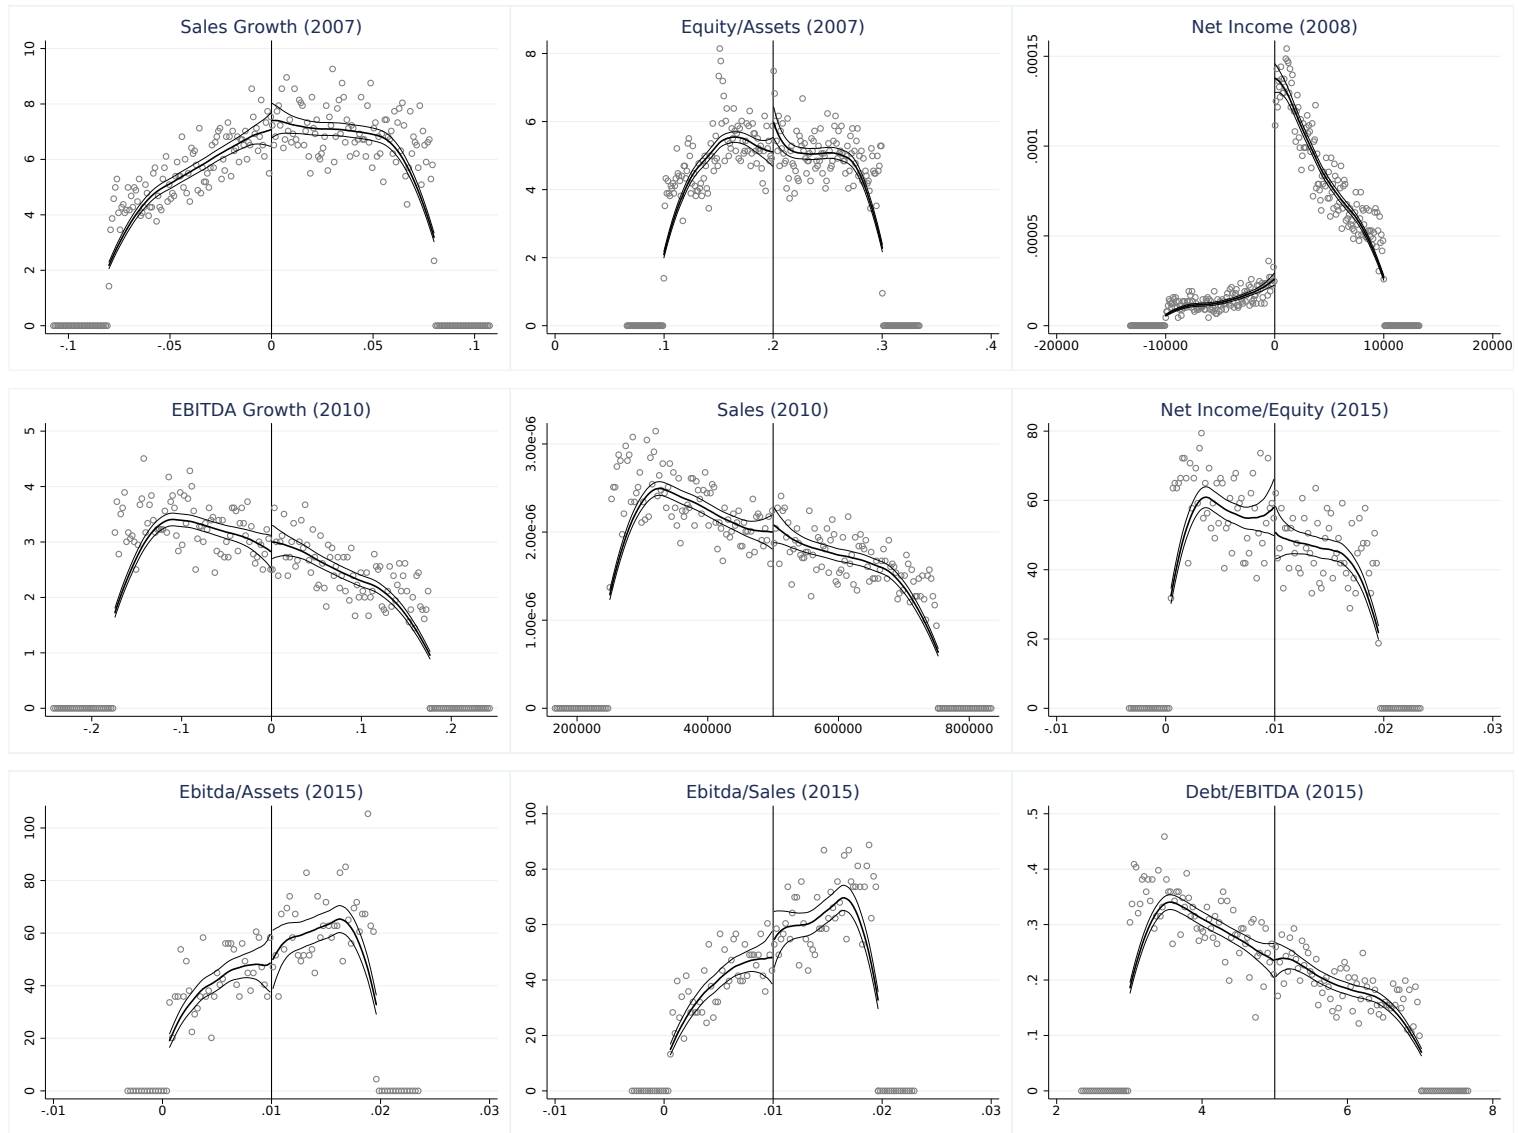 Sales Growth (2007)
0 2 4 6 8 10
-.1 -.05 0 .05 .1
Equity/Assets (2007)
0 2 4 6 8
0 .1 .2 .3 .4
Net Income (2008)
0 .00005 .0001 .00015
-20000 -10000 0 10000 20000
EBITDA Growth (2010)
0 1 2 3 4 5
-.2 -.1 0 .1 .2
Sales (2010)
0 1.00e-06 2.00e-06 3.00e-06
200000 400000 600000 800000
Net Income/Equity (2015)
0 20 40 60 80
-.01 0 .01 .02 .03
Ebitda/Assets (2015)
0 20 40 60 80 100
-.01 0 .01 .02 .03
Ebitda/Sales (2015)
0 20 40 60 80 100
-.01 0 .01 .02 .03
Debt/EBITDA (2015)
0 .1 .2 .3 .4 .5
2 4 6 8